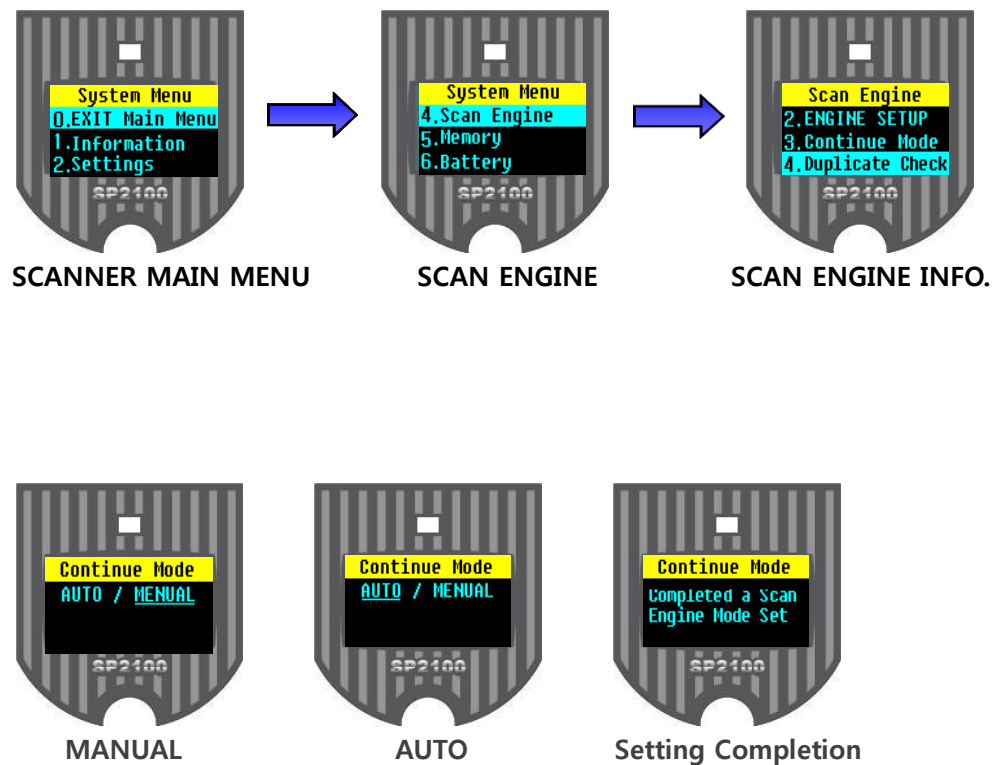 System Menu
0.EXIT Main Menu
1.Information
2.Settings
SP2100
SCANNER MAIN MENU
System Menu
4.Scan Engine
5.Memory
6.Battery
SP2100
SCAN ENGINE
Scan Engine
2.ENGINE SETUP
3.Continue Mode
4.Duplicate Check
SP2100
SCAN ENGINE INFO.
Continue Mode
AUTO / MENUAL
SP2100
MANUAL
Continue Mode
AUTO / MENUAL
SP2100
AUTO
Continue Mode
Completed a Scan
Engine Mode Set
SP2100
Setting Completion